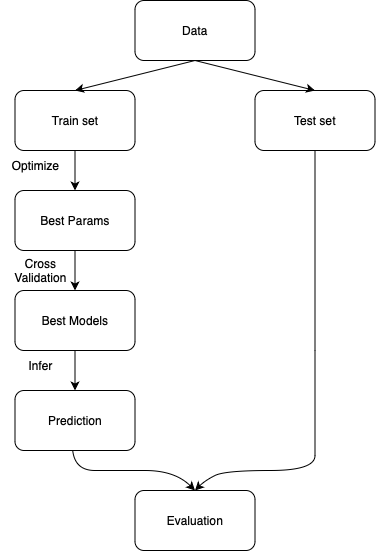 Data
Train set
Test set
Optimize
Best Params
Cross
Validation
Best Models
Infer
Prediction
Evaluation